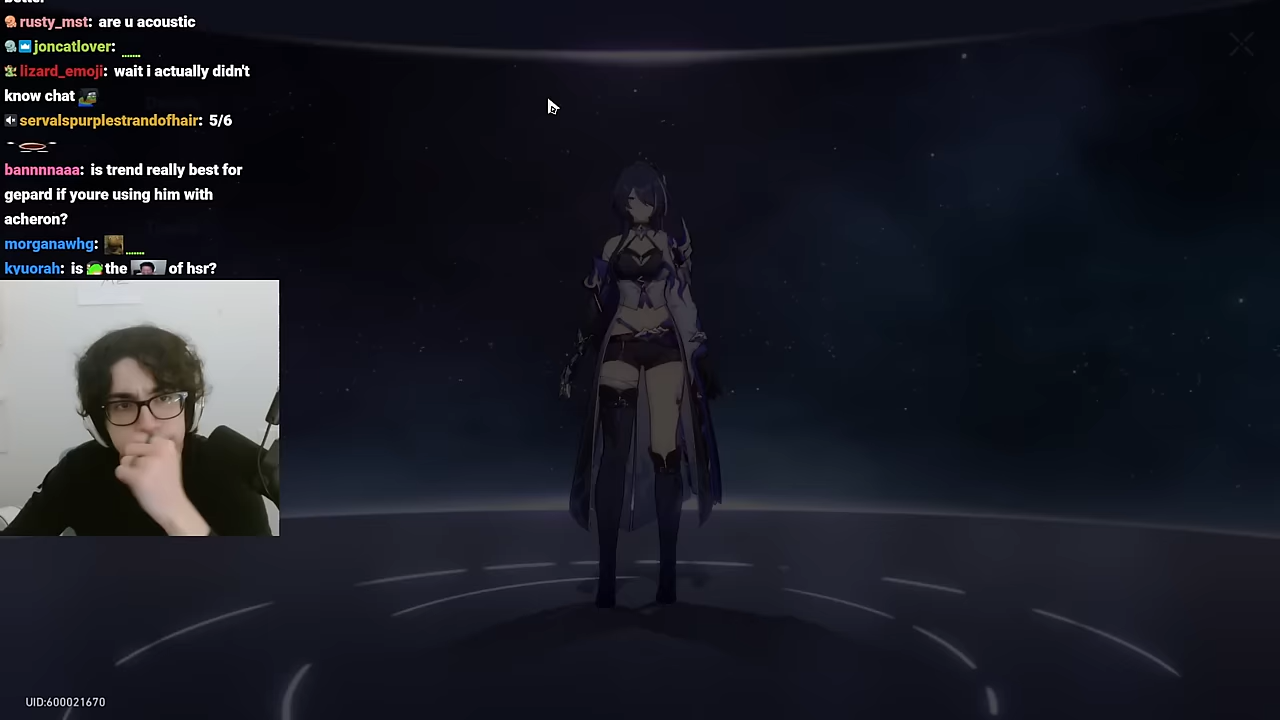 rusty_mst: are u acoustic
joncatlover:
lizard_emoji: wait i actually didn't
know chat
servalspurplestrandofhair: 5/6
bannnnaaa: is trend really best for
gepard if youre using him with
acheron?
morganawhg:
kyuorah: is the of hsr?
UID:600021670